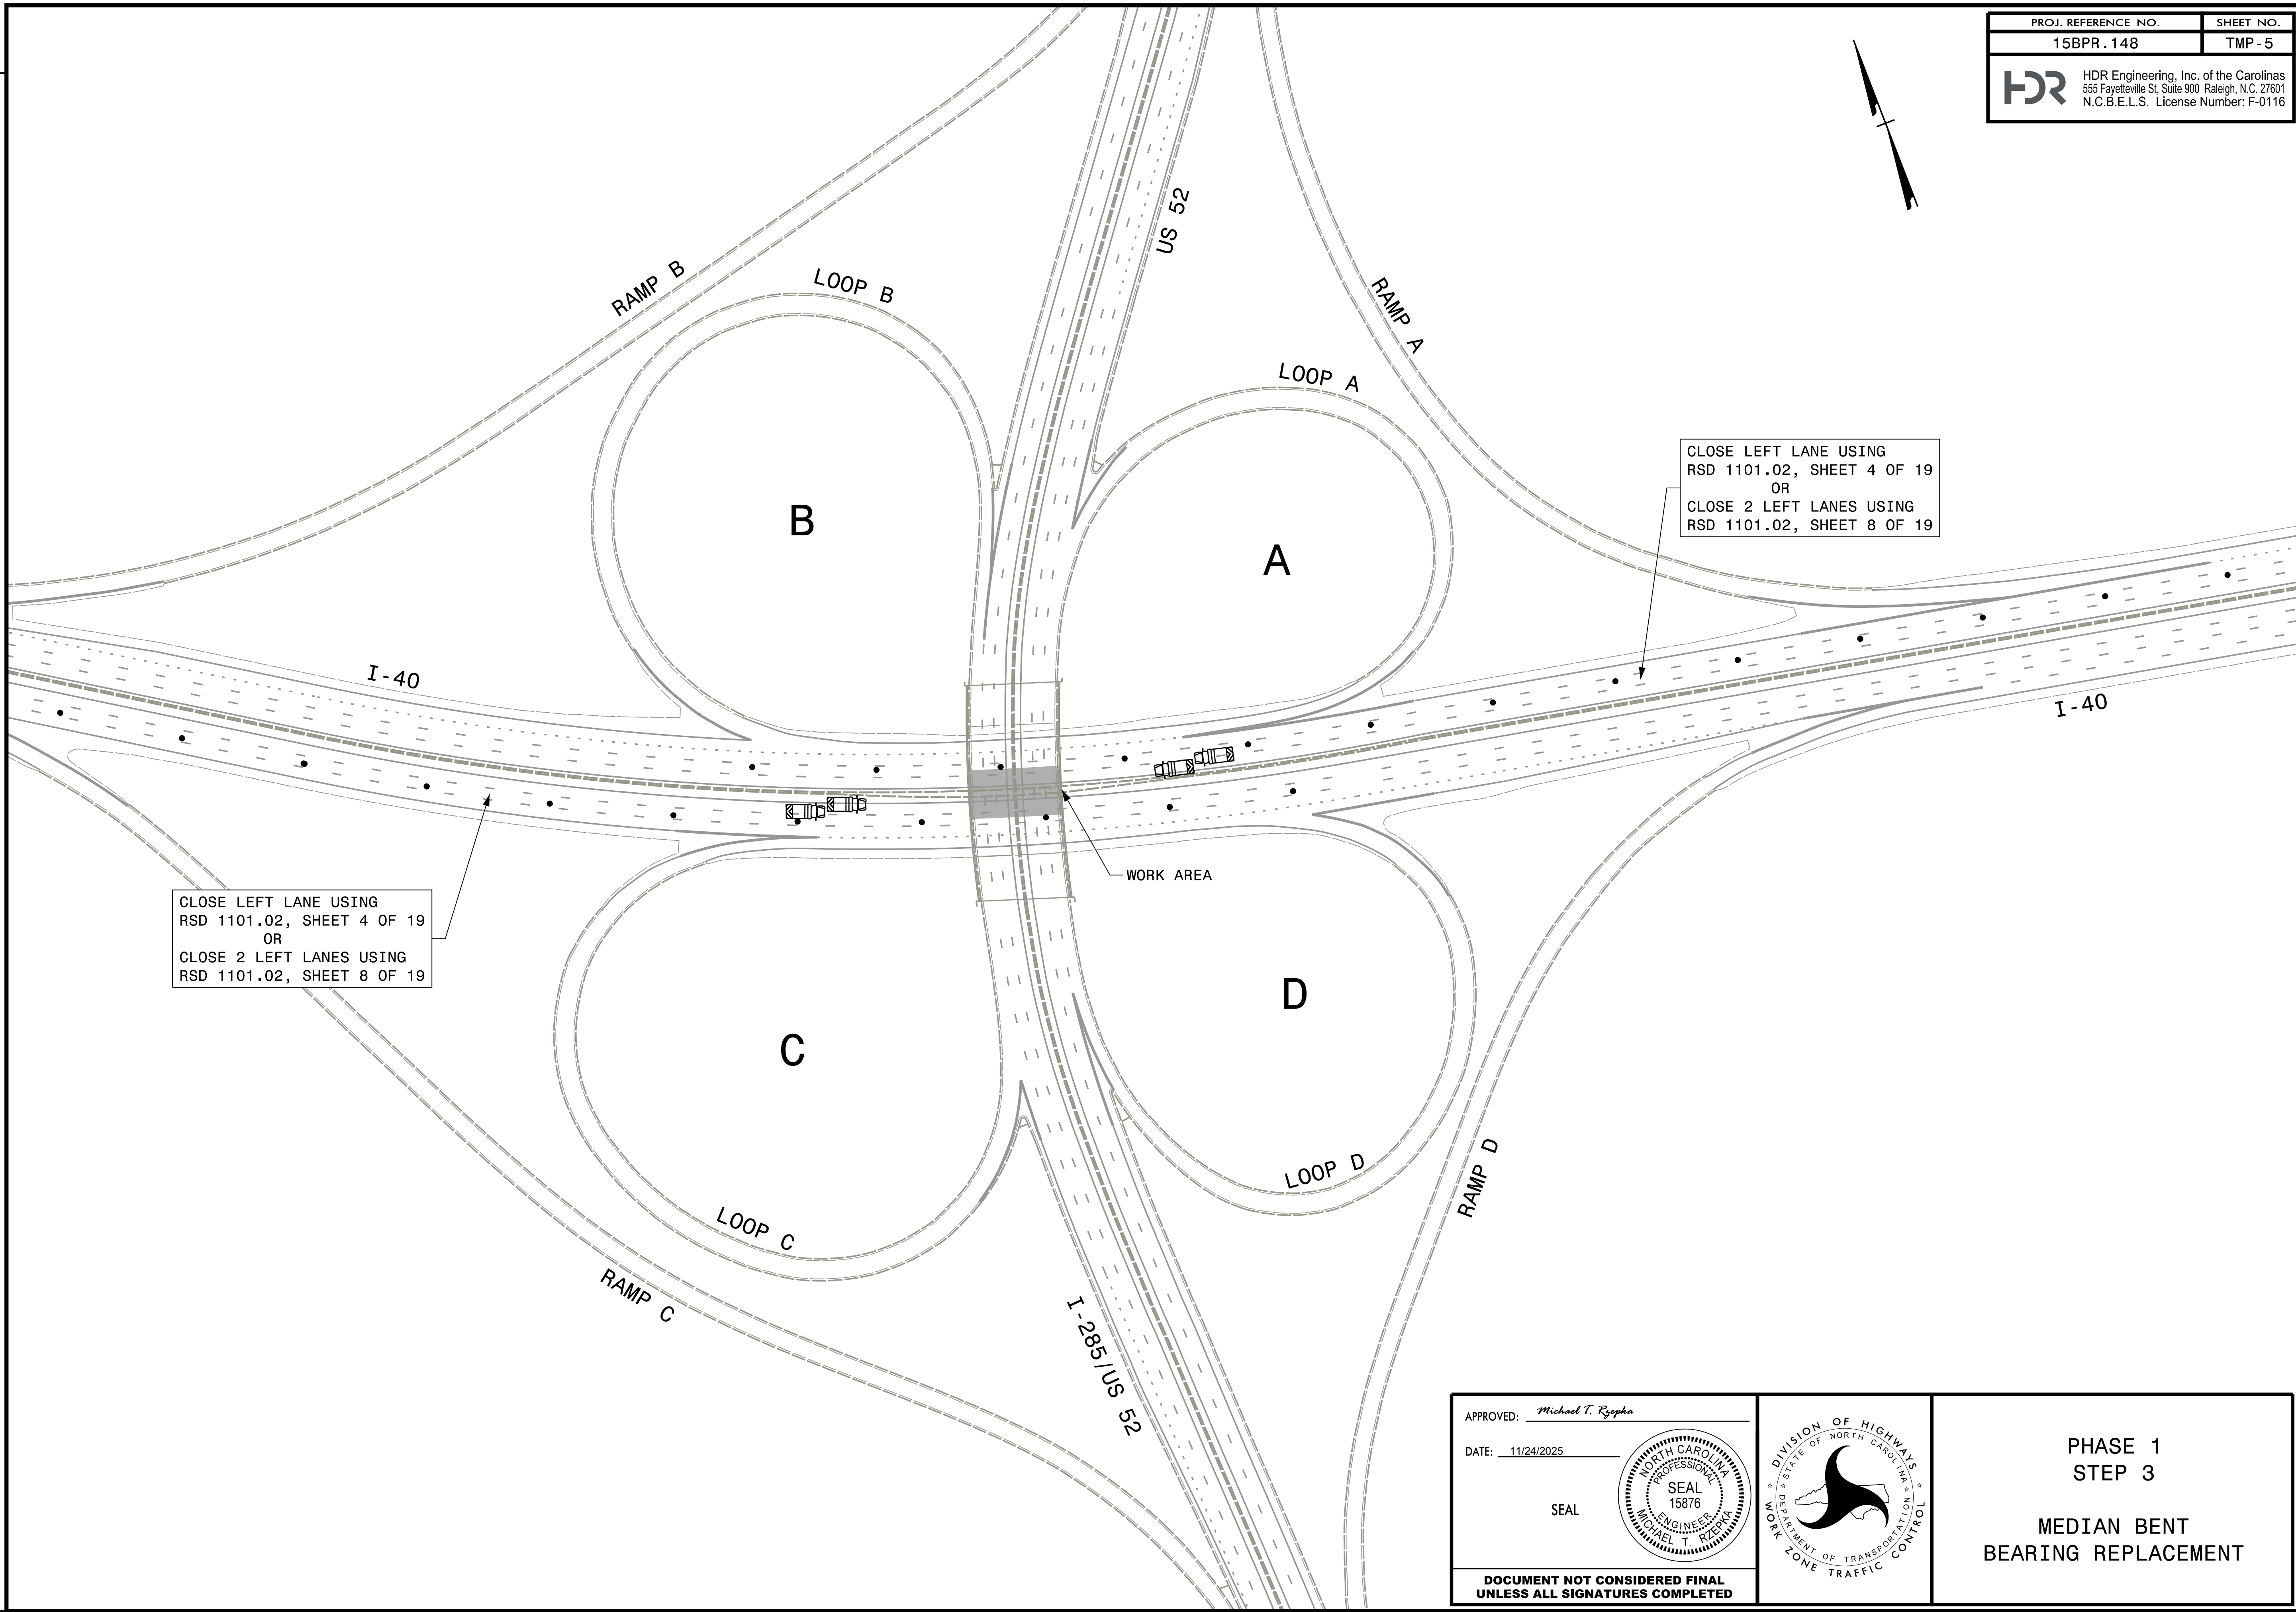 PROJ. REFERENCE NO.
SHEET NO.
15BPR.148
TMP-5
HDR
HDR Engineering, Inc. of the Carolinas
555 Fayetteville St, Suite 900 Raleigh, N.C. 27601
N.C.B.E.L.S. License Number: F-0116
US 52
RAMP B
LOOP B
RAMP A
LOOP A
CLOSE LEFT LANE USING
RSD 1101.02, SHEET 4 OF 19
OR
CLOSE 2 LEFT LANES USING
RSD 1101.02, SHEET 8 OF 19
B
A
I-40
I-40
WORK AREA
CLOSE LEFT LANE USING
RSD 1101.02, SHEET 4 OF 19
OR
CLOSE 2 LEFT LANES USING
RSD 1101.02, SHEET 8 OF 19
D
C
LOOP D
RAMP D
LOOP C
RAMP C
I-285/US 52
APPROVED: Michael T. Rzepka
DATE: 11/24/2025
SEAL
NORTH CAROLINA
PROFESSIONAL
SEAL
15876
ENGINEER
MICHAEL T. RZEPKA
DOCUMENT NOT CONSIDERED FINAL
UNLESS ALL SIGNATURES COMPLETED
DIVISION OF HIGHWAYS
STATE OF NORTH CAROLINA
DEPARTMENT OF TRANSPORTATION
WORK ZONE TRAFFIC CONTROL
PHASE 1
STEP 3
MEDIAN BENT
BEARING REPLACEMENT